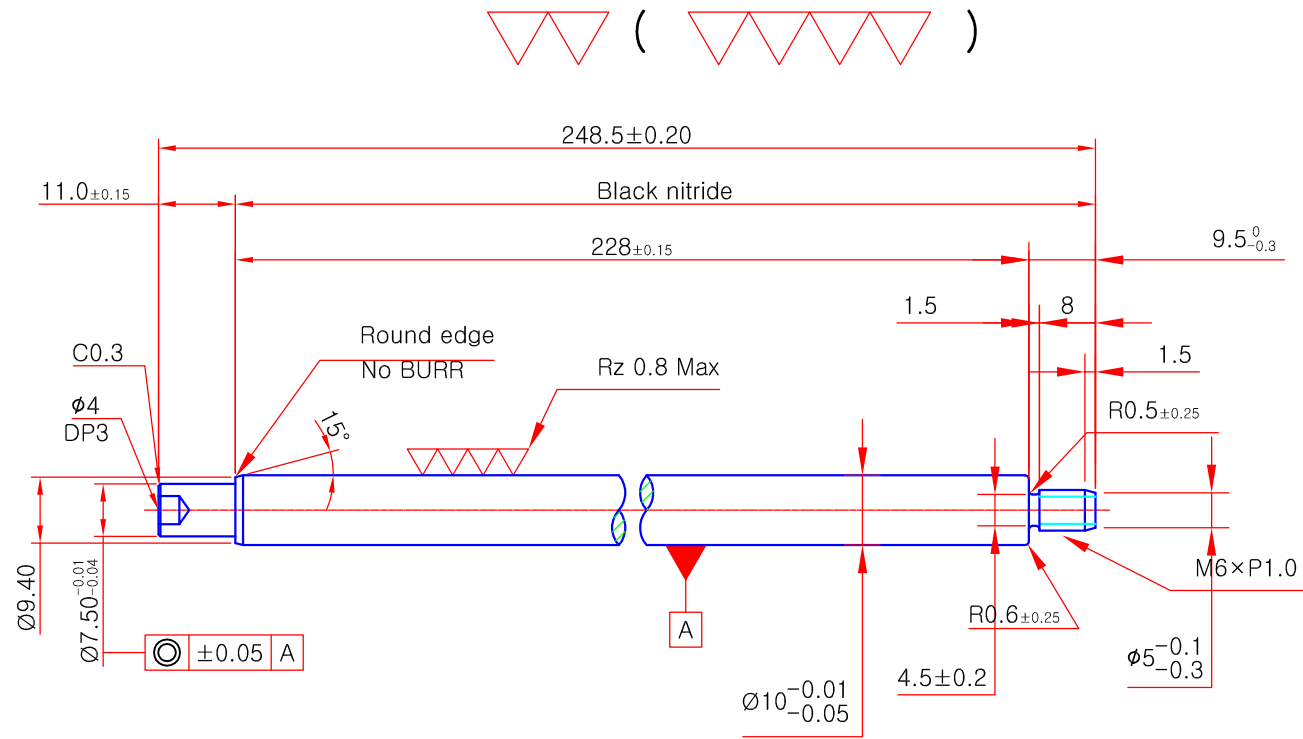 ( )
248.5±0.20
11.0±0.15
Black nitride
228±0.15
9.5 0 -0.3
1.5
8
1.5
Round edge
No BURR
C0.3
Rz 0.8 Max
ϕ4
DP3
15°
R0.5±0.25
M6×P1.0
Ø9.40
Ø7.50 -0.01 -0.04
A
R0.6±0.25
◎ ±0.05 A
4.5±0.2
ϕ5 -0.1 -0.3
Ø10 -0.01 -0.05